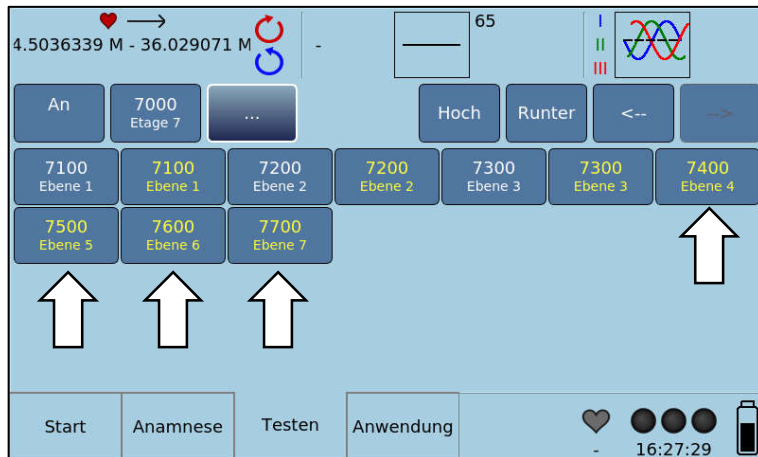 4.5036339 M - 36.029071 M
-
65
I
II
III
An
7000
Etage 7
...
Hoch
Runter
<--
-->
7100
Ebene 1
7100
Ebene 1
7200
Ebene 2
7200
Ebene 2
7300
Ebene 3
7300
Ebene 3
7400
Ebene 4
7500
Ebene 5
7600
Ebene 6
7700
Ebene 7
Start
Anamnese
Testen
Anwendung
-
16:27:29